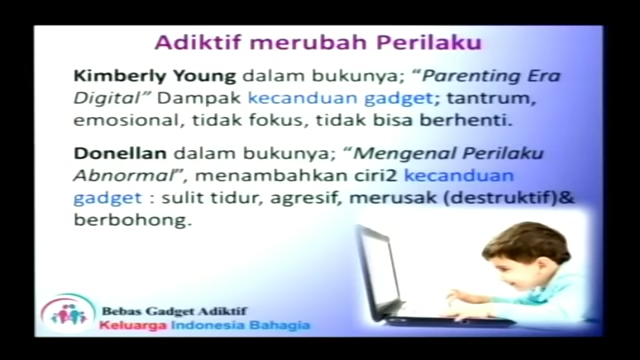 Adiktif merubah Perilaku
Kimberly Young dalam bukunya; “Parenting Era
Digital” Dampak kecanduan gadget; tantrum,
emosional, tidak fokus, tidak bisa berhenti.
Donellan dalam bukunya; “Mengenal Perilaku
Abnormal”, menambahkan ciri2 kecanduan
gadget : sulit tidur, agresif, merusak (destruktif)&
berbohong.
Bebas Gadget Adiktif
Keluarga Indonesia Bahagia